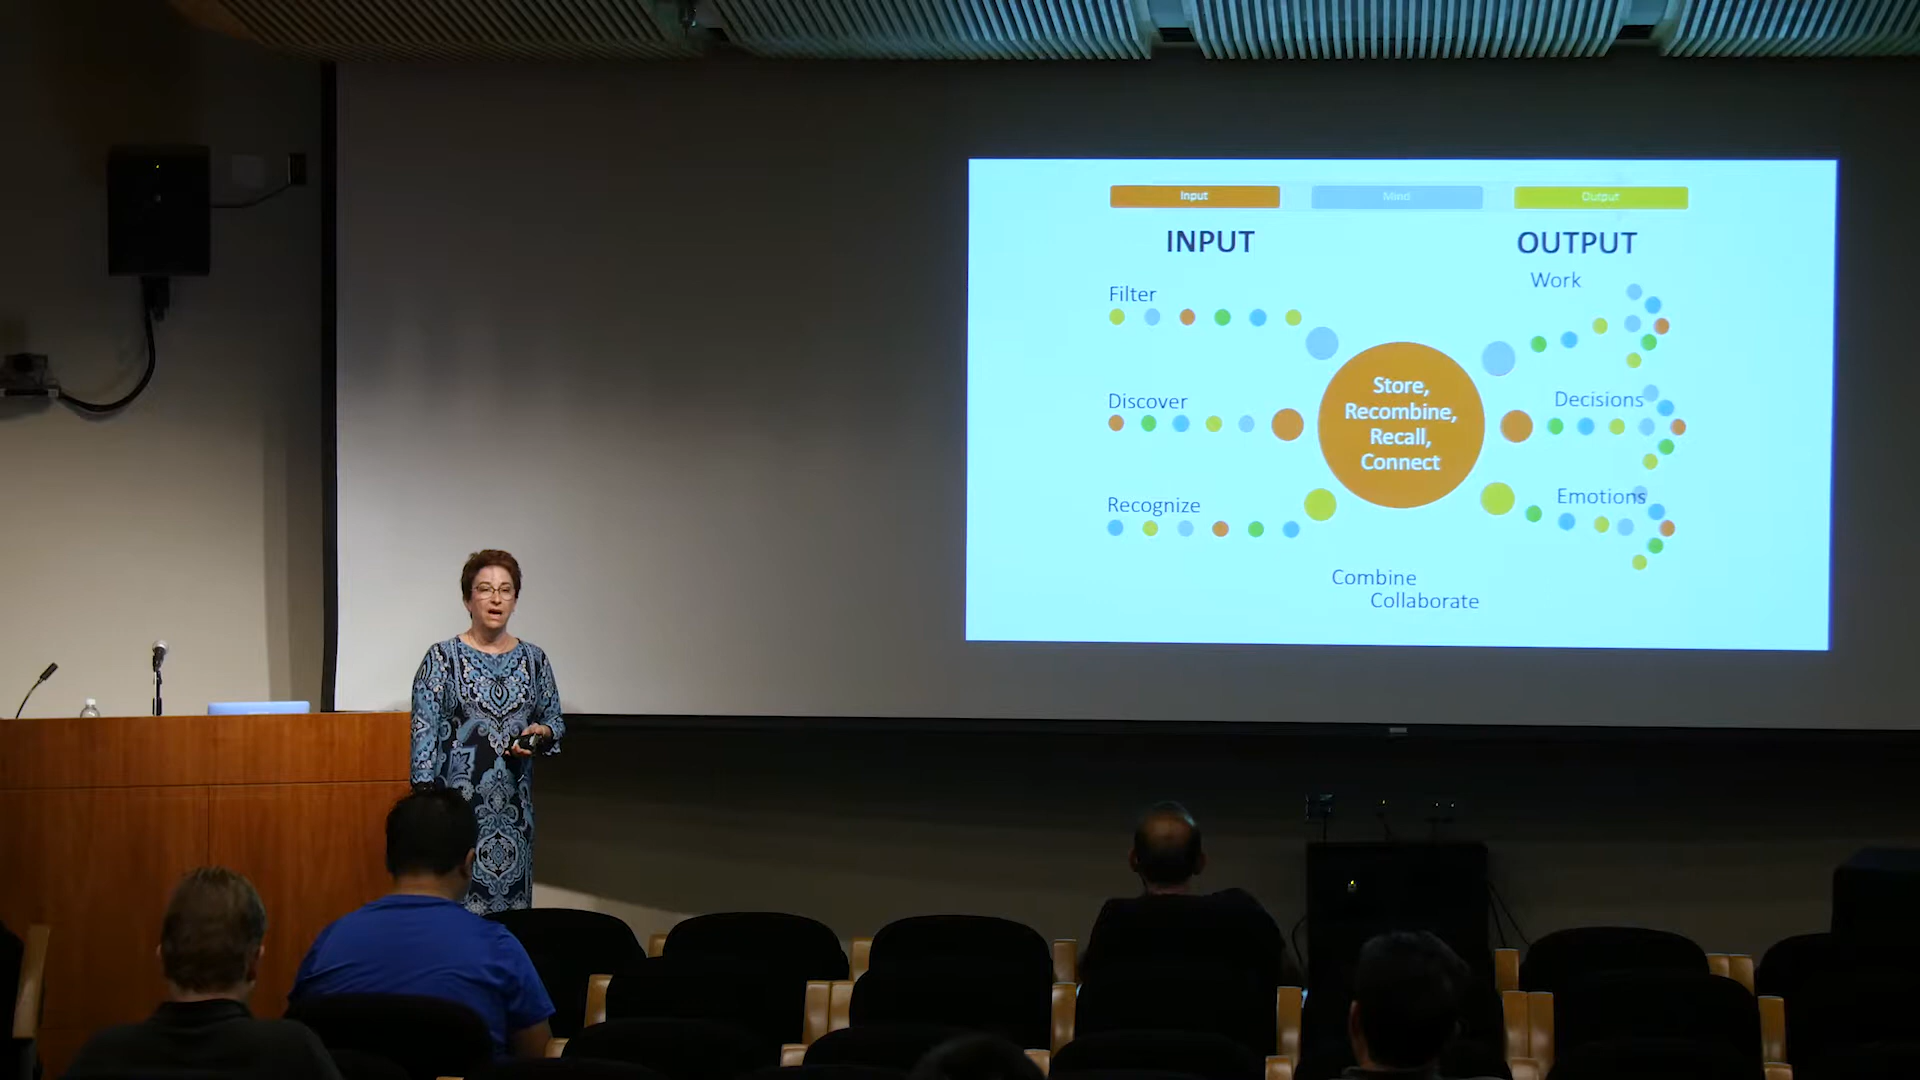 Input
Mind
Output
INPUT
OUTPUT
Work
Filter
Store,
Recombine,
Recall,
Connect
Discover
Decisions
Recognize
Emotions
Combine
Collaborate